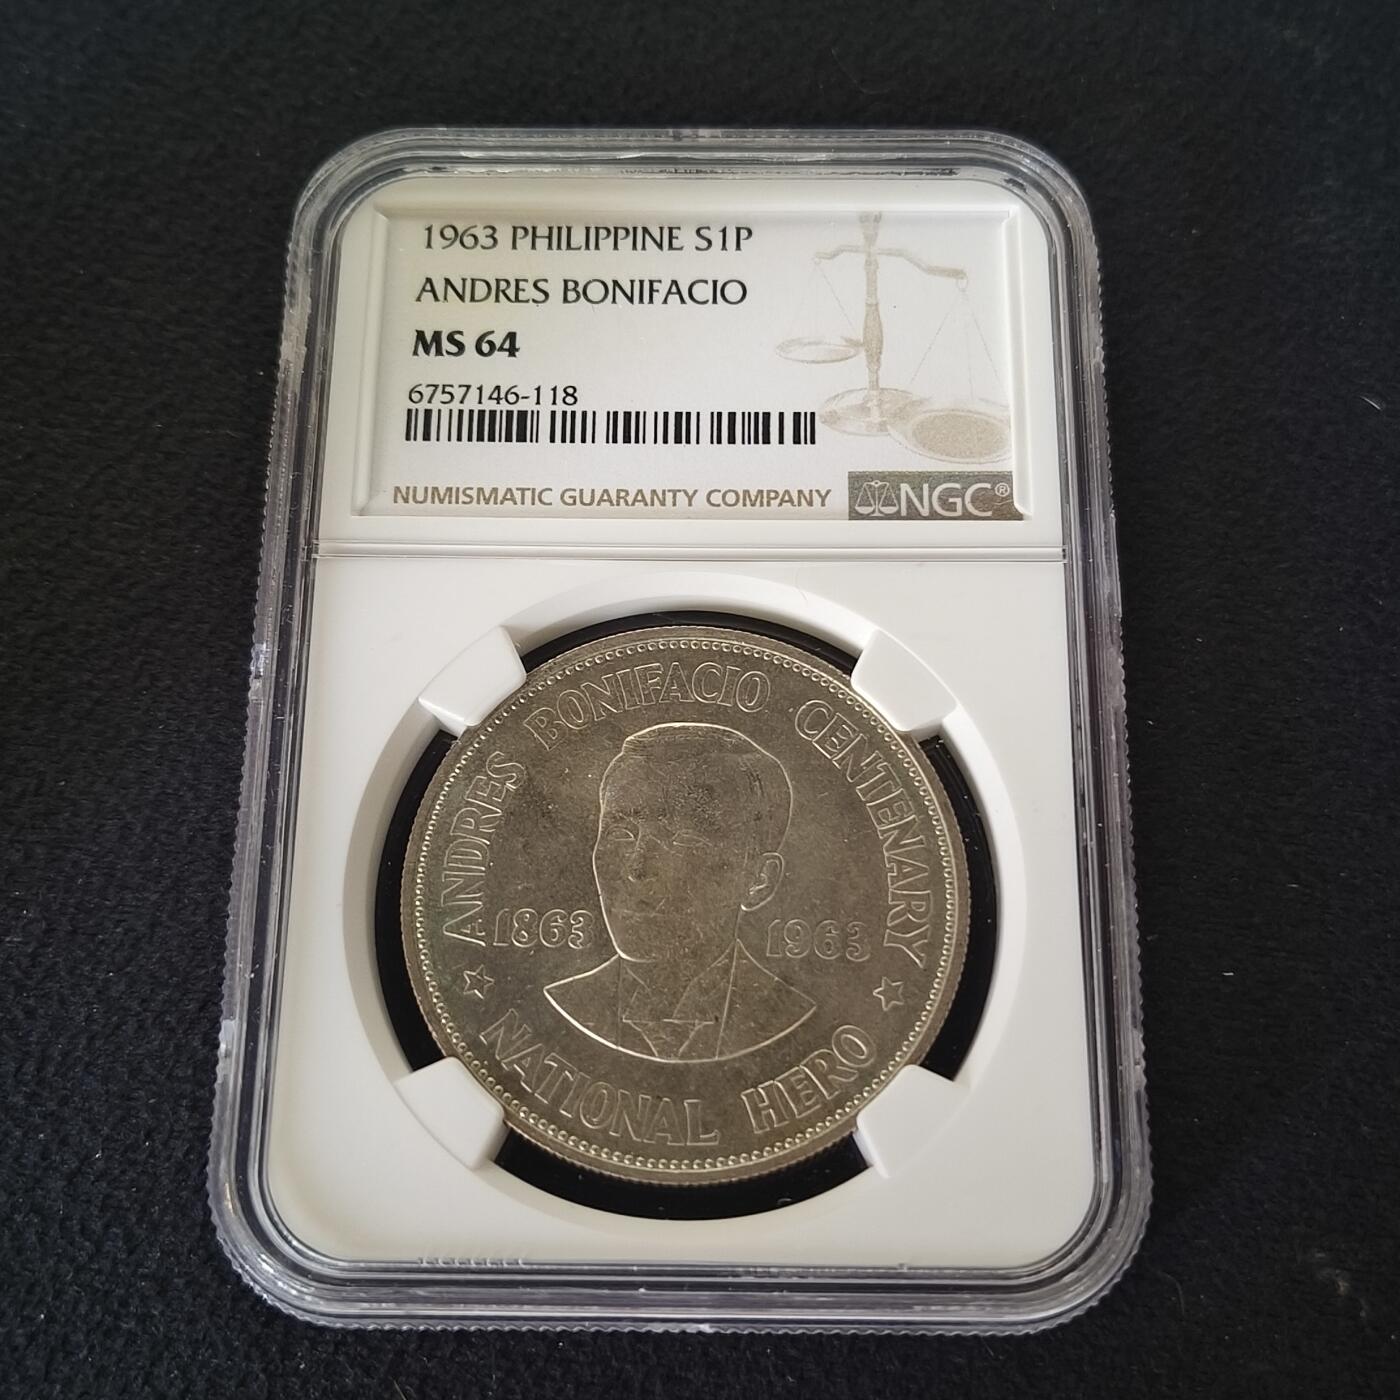 1963 PHILIPPINE S1P
ANDRES BONIFACIO
MS 64
6757146-118
NUMISMATIC GUARANTY COMPANY
NGC®
ANDRES BONIFACIO CENTENARY
1863 1963
NATIONAL HERO